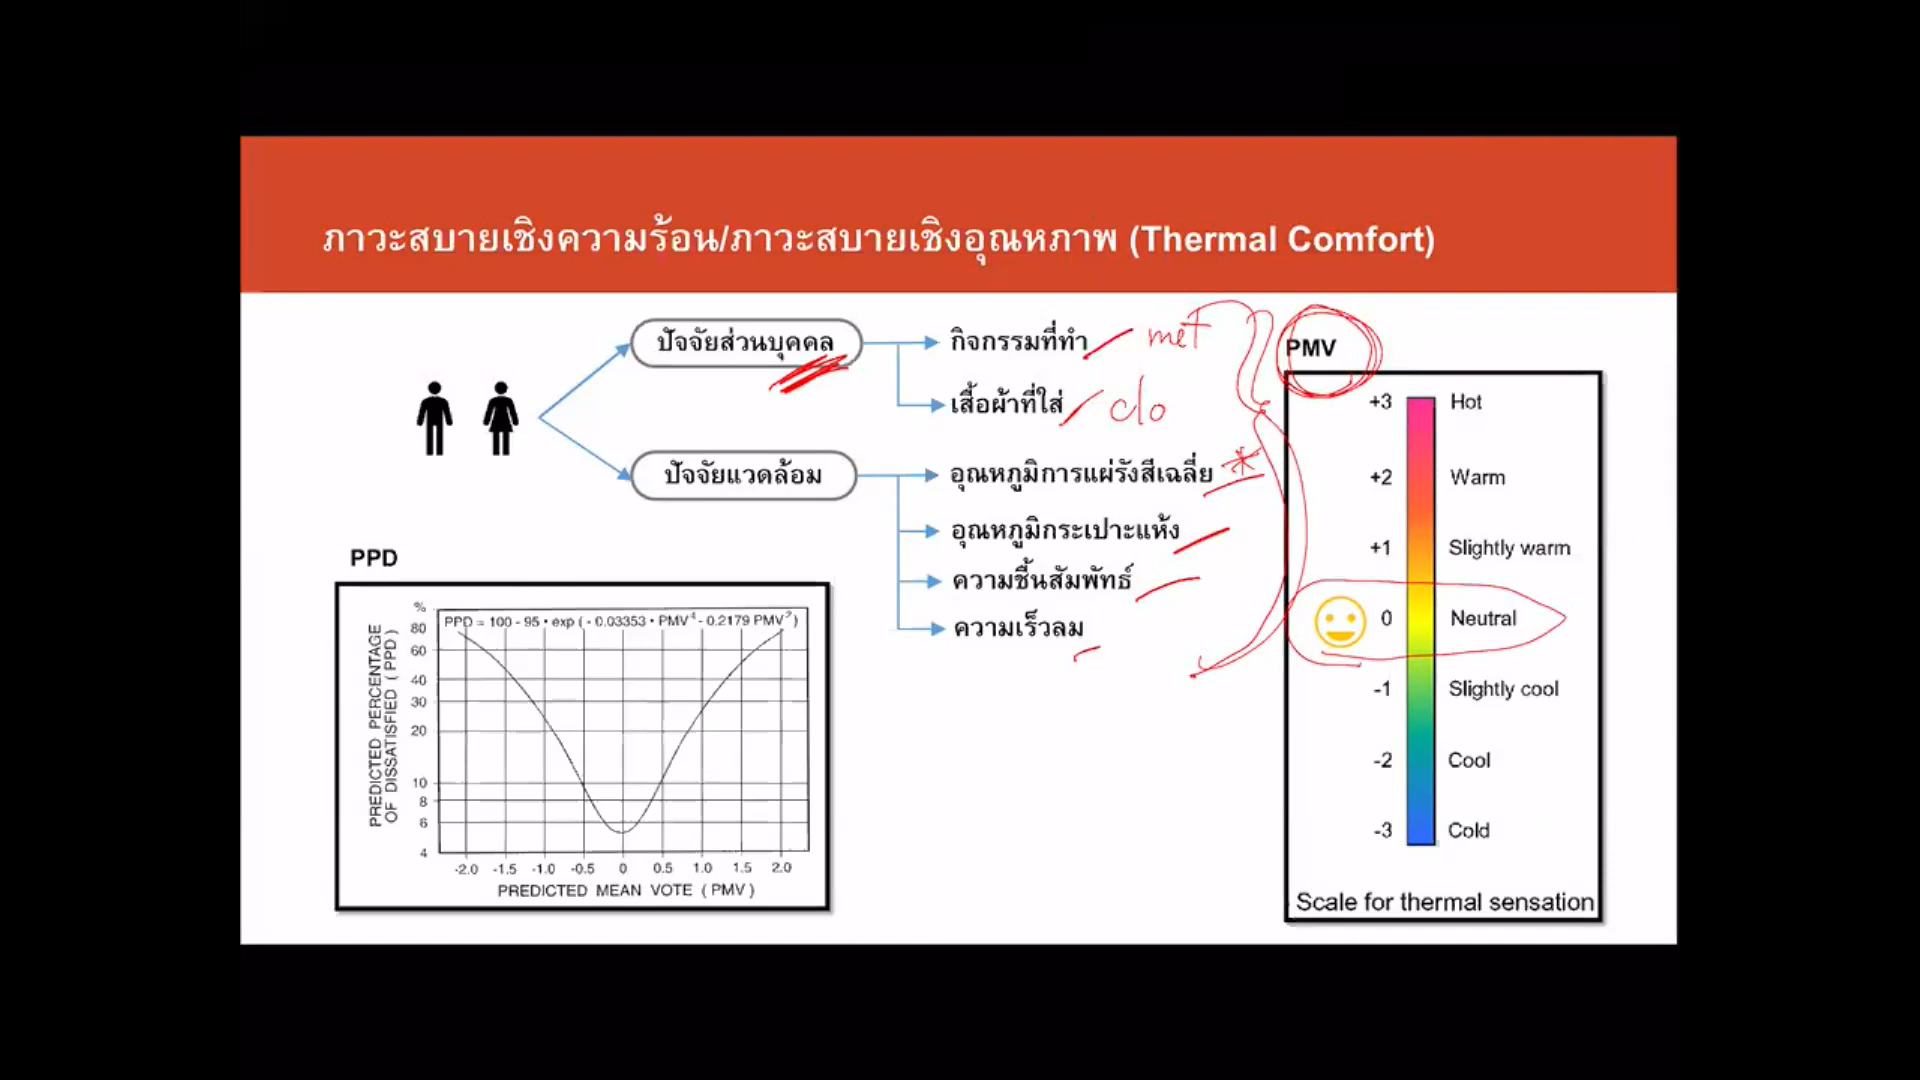 ภาวะสบายเชิงความร้อน/ภาวะสบายเชิงอุณหภาพ (Thermal Comfort)
ปัจจัยส่วนบุคคล
กิจกรรมที่ทำ
met
เสื้อผ้าที่ใส่
clo
ปัจจัยแวดล้อม
อุณหภูมิการแผ่รังสีเฉลี่ย *
อุณหภูมิกระเปาะแห้ง
ความชื้นสัมพัทธ์
ความเร็วลม
PPD
%
PPD = 100 - 95 • exp ( - 0.03353 • PMV⁴ - 0.2179 PMV² )
PREDICTED PERCENTAGE
OF DISSATISFIED ( PPD )
80
60
40
30
20
10
8
6
4
-2.0 -1.5 -1.0 -0.5 0 0.5 1.0 1.5 2.0
PREDICTED MEAN VOTE ( PMV )
PMV
+3 Hot
+2 Warm
+1 Slightly warm
0 Neutral
-1 Slightly cool
-2 Cool
-3 Cold
Scale for thermal sensation